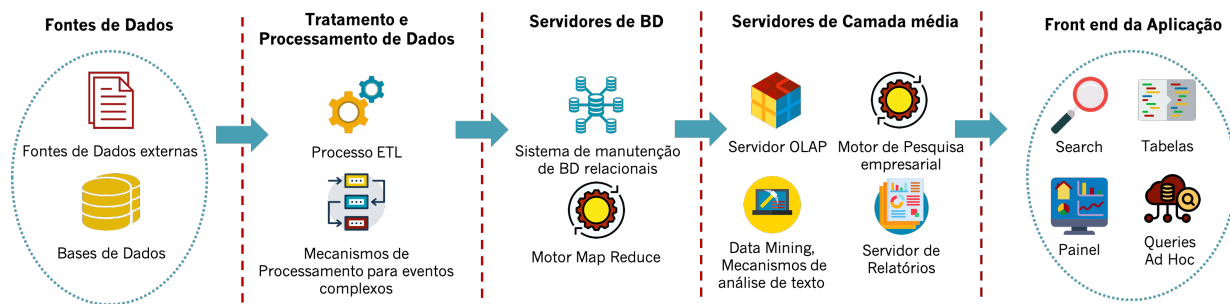 Fontes de Dados
Fontes de Dados externas
Bases de Dados
Tratamento e
Processamento de Dados
Processo ETL
Mecanismos de
Processamento para eventos
complexos
Servidores de BD
Sistema de manutenção
de BD relacionais
Motor Map Reduce
Servidores de Camada média
Servidor OLAP
Motor de Pesquisa
empresarial
Data Mining,
Mecanismos de
análise de texto
Servidor de
Relatórios
Front end da Aplicação
Search
Tabelas
Painel
Queries
Ad Hoc